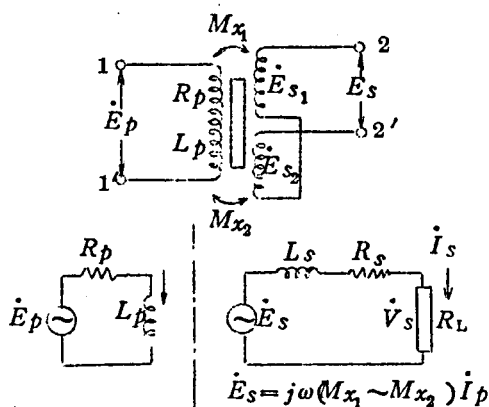 Mx₁
1
2
Rp
Ės₁
Ėp
Es
Lp
1'
2'
Ės₂
Mx₂
Rp
Ls
Rs
İs
Ėp
Lp
Ės
V̇s
RL
Ės=jω(Mx₁~Mx₂)İp